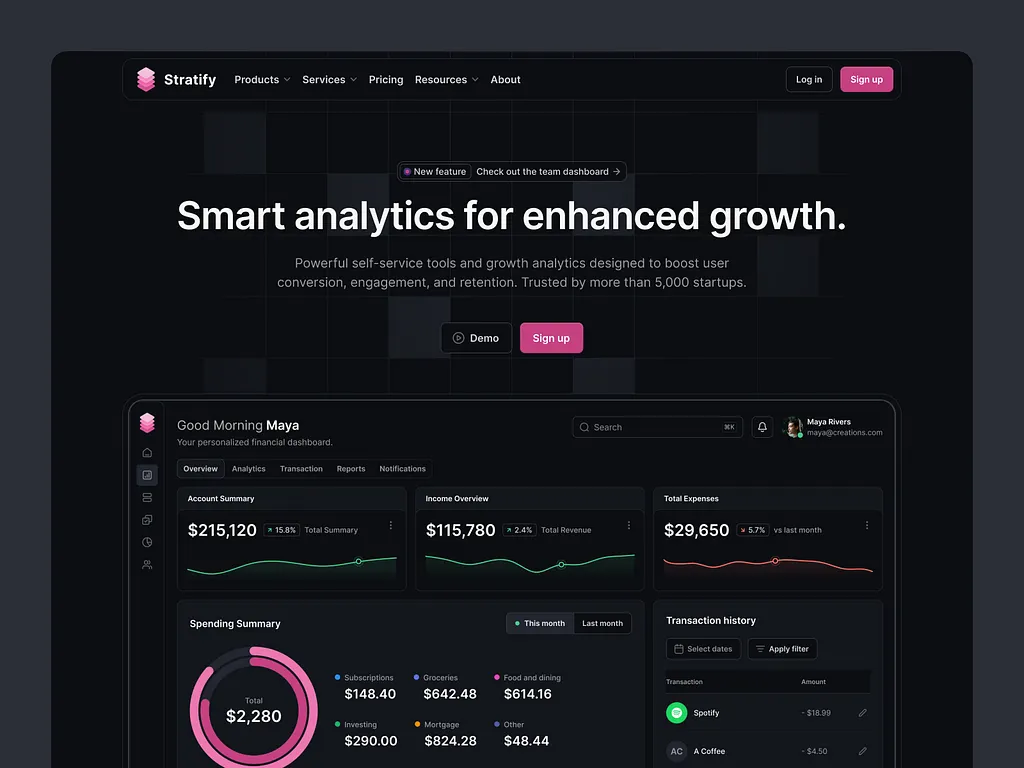 Stratify Products Services Pricing Resources About Log in Sign up
New feature Check out the team dashboard →
Smart analytics for enhanced growth.
Powerful self-service tools and growth analytics designed to boost user
conversion, engagement, and retention. Trusted by more than 5,000 startups.
Demo Sign up
Good Morning Maya
Your personalized financial dashboard.
Search ⌘K
Maya Rivers
maya@creations.com
Overview Analytics Transaction Reports Notifications
Account Summary
$215,120 ↗ 15.8% Total Summary
Income Overview
$115,780 ↗ 2.4% Total Revenue
Total Expenses
$29,650 ↘ 5.7% vs last month
Spending Summary
This month Last month
Total
$2,280
Subscriptions
$148.40
Groceries
$642.48
Food and dining
$614.16
Investing
$290.00
Mortgage
$824.28
Other
$48.44
Transaction history
Select dates Apply filter
Transaction Amount
Spotify - $18.99
AC A Coffee - $4.50